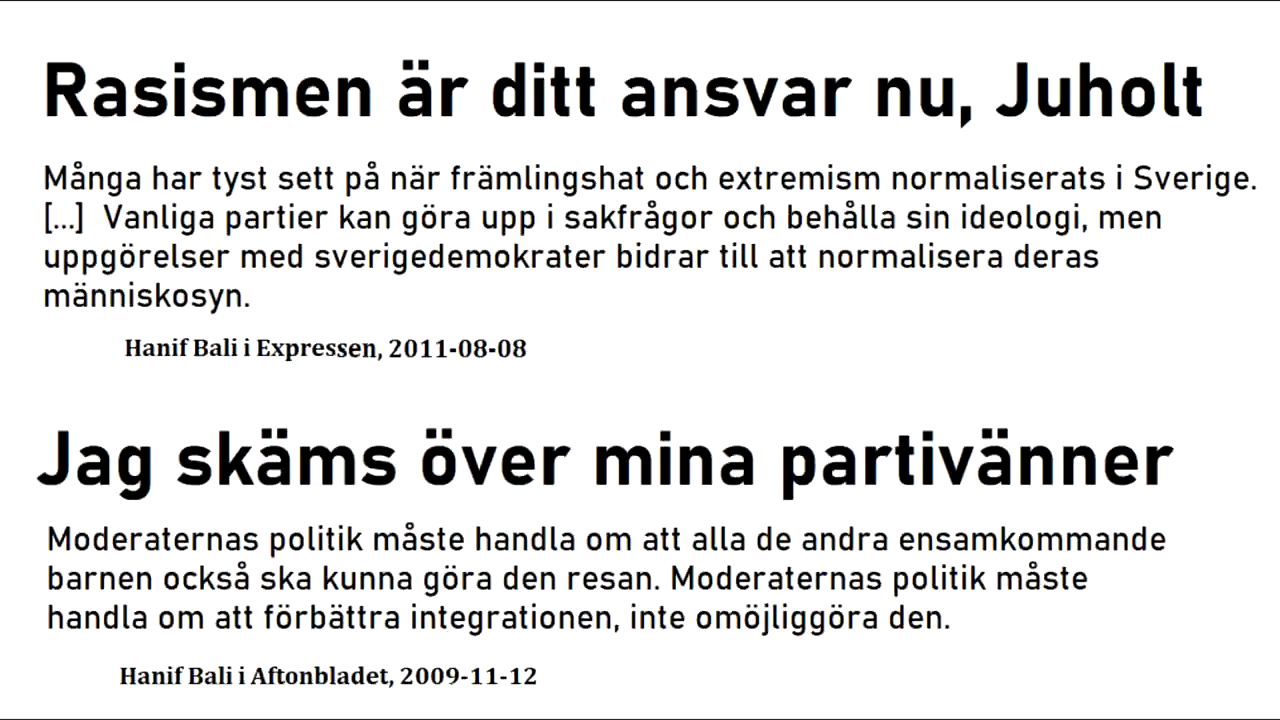 Rasismen är ditt ansvar nu, Juholt
Många har tyst sett på när främlingshat och extremism normaliserats i Sverige.
[...] Vanliga partier kan göra upp i sakfrågor och behålla sin ideologi, men
uppgörelser med sverigedemokrater bidrar till att normalisera deras
människosyn.
Hanif Bali i Expressen, 2011-08-08
Jag skäms över mina partivänner
Moderaternas politik måste handla om att alla de andra ensamkommande
barnen också ska kunna göra den resan. Moderaternas politik måste
handla om att förbättra integrationen, inte omöjliggöra den.
Hanif Bali i Aftonbladet, 2009-11-12